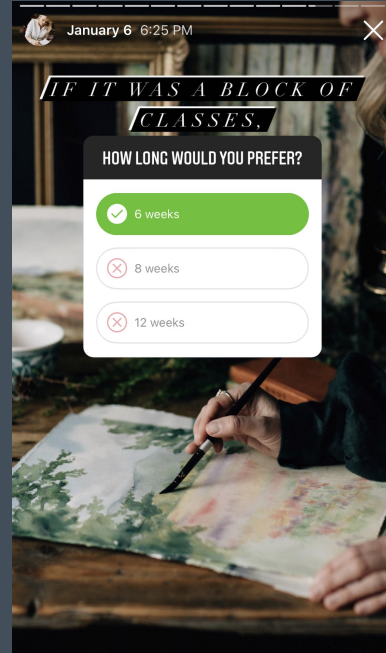 January 6 6:25 PM
IF IT WAS A BLOCK OF
CLASSES,
HOW LONG WOULD YOU PREFER?
6 weeks
8 weeks
12 weeks